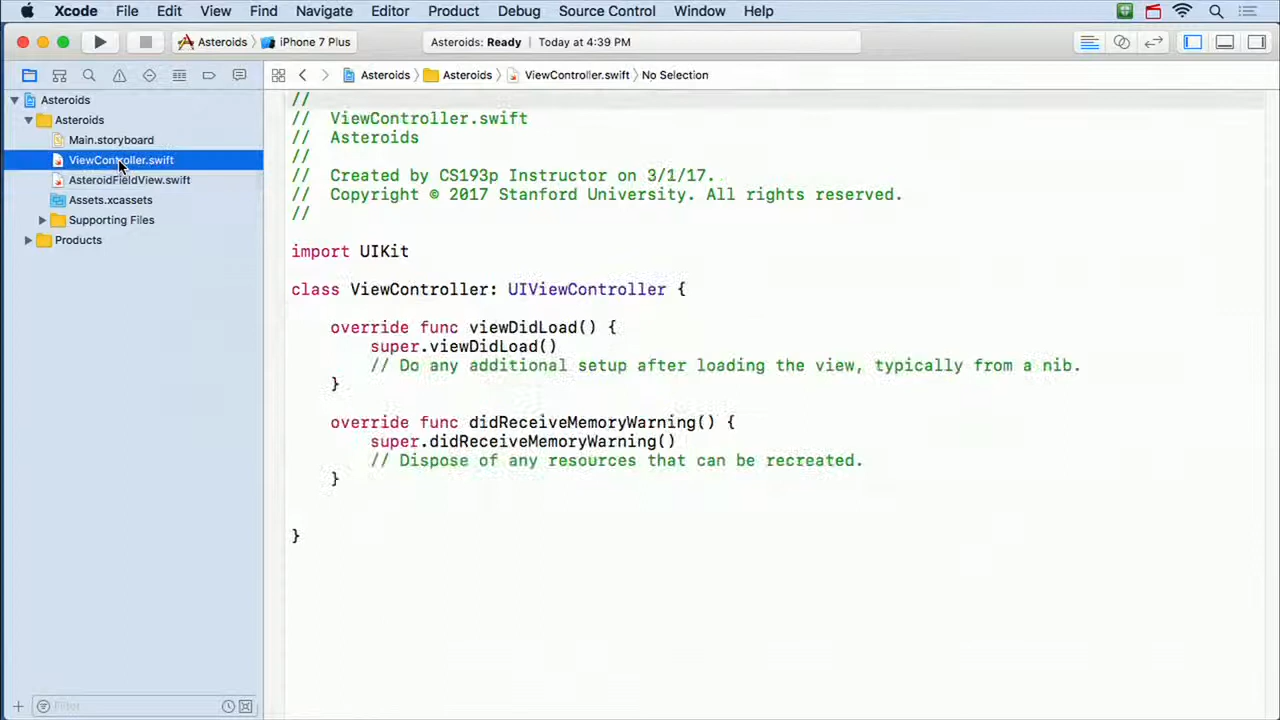 Xcode File Edit View Find Navigate Editor Product Debug Source Control Window Help
Asteroids iPhone 7 Plus Asteroids: Ready Today at 4:39 PM
Asteroids Asteroids ViewController.swift No Selection
Asteroids
Asteroids
Main.storyboard
ViewController.swift
AsteroidFieldView.swift
Assets.xcassets
Supporting Files
Products
//
// ViewController.swift
// Asteroids
//
// Created by CS193p Instructor on 3/1/17.
// Copyright © 2017 Stanford University. All rights reserved.
//
import UIKit
class ViewController: UIViewController {
override func viewDidLoad() {
super.viewDidLoad()
// Do any additional setup after loading the view, typically from a nib.
}
override func didReceiveMemoryWarning() {
super.didReceiveMemoryWarning()
// Dispose of any resources that can be recreated.
}
}
Filter